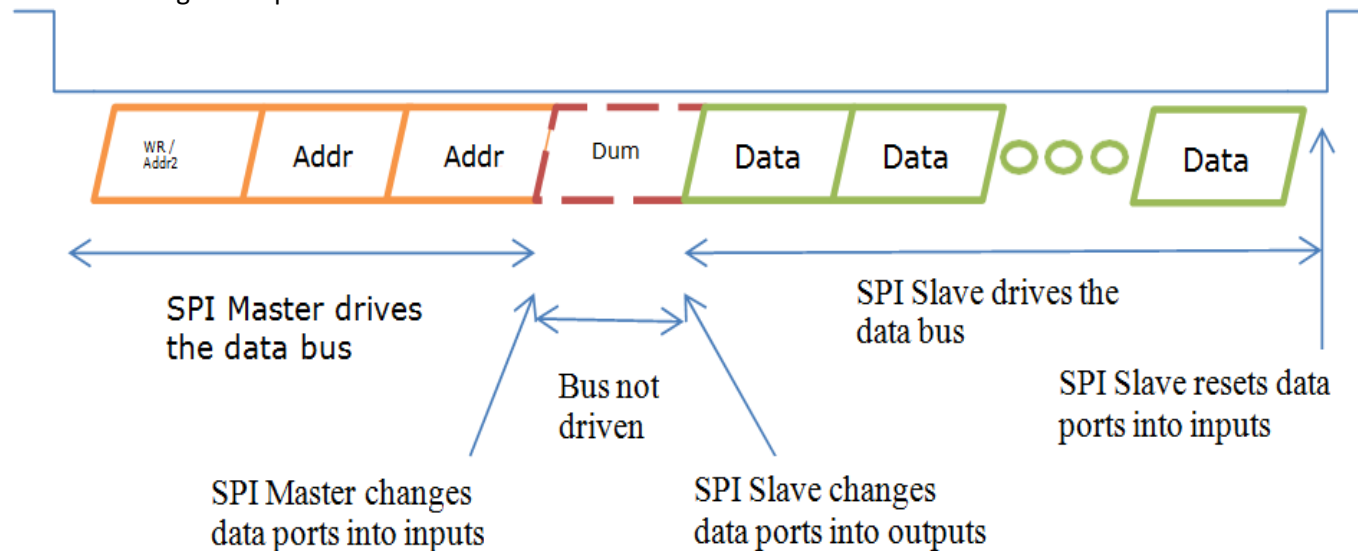 WR /
Addr2
Addr
Addr
Dum
Data
Data
Data
SPI Master drives
the data bus
SPI Slave drives the
data bus
Bus not
driven
SPI Slave resets data
ports into inputs
SPI Master changes
data ports into inputs
SPI Slave changes
data ports into outputs